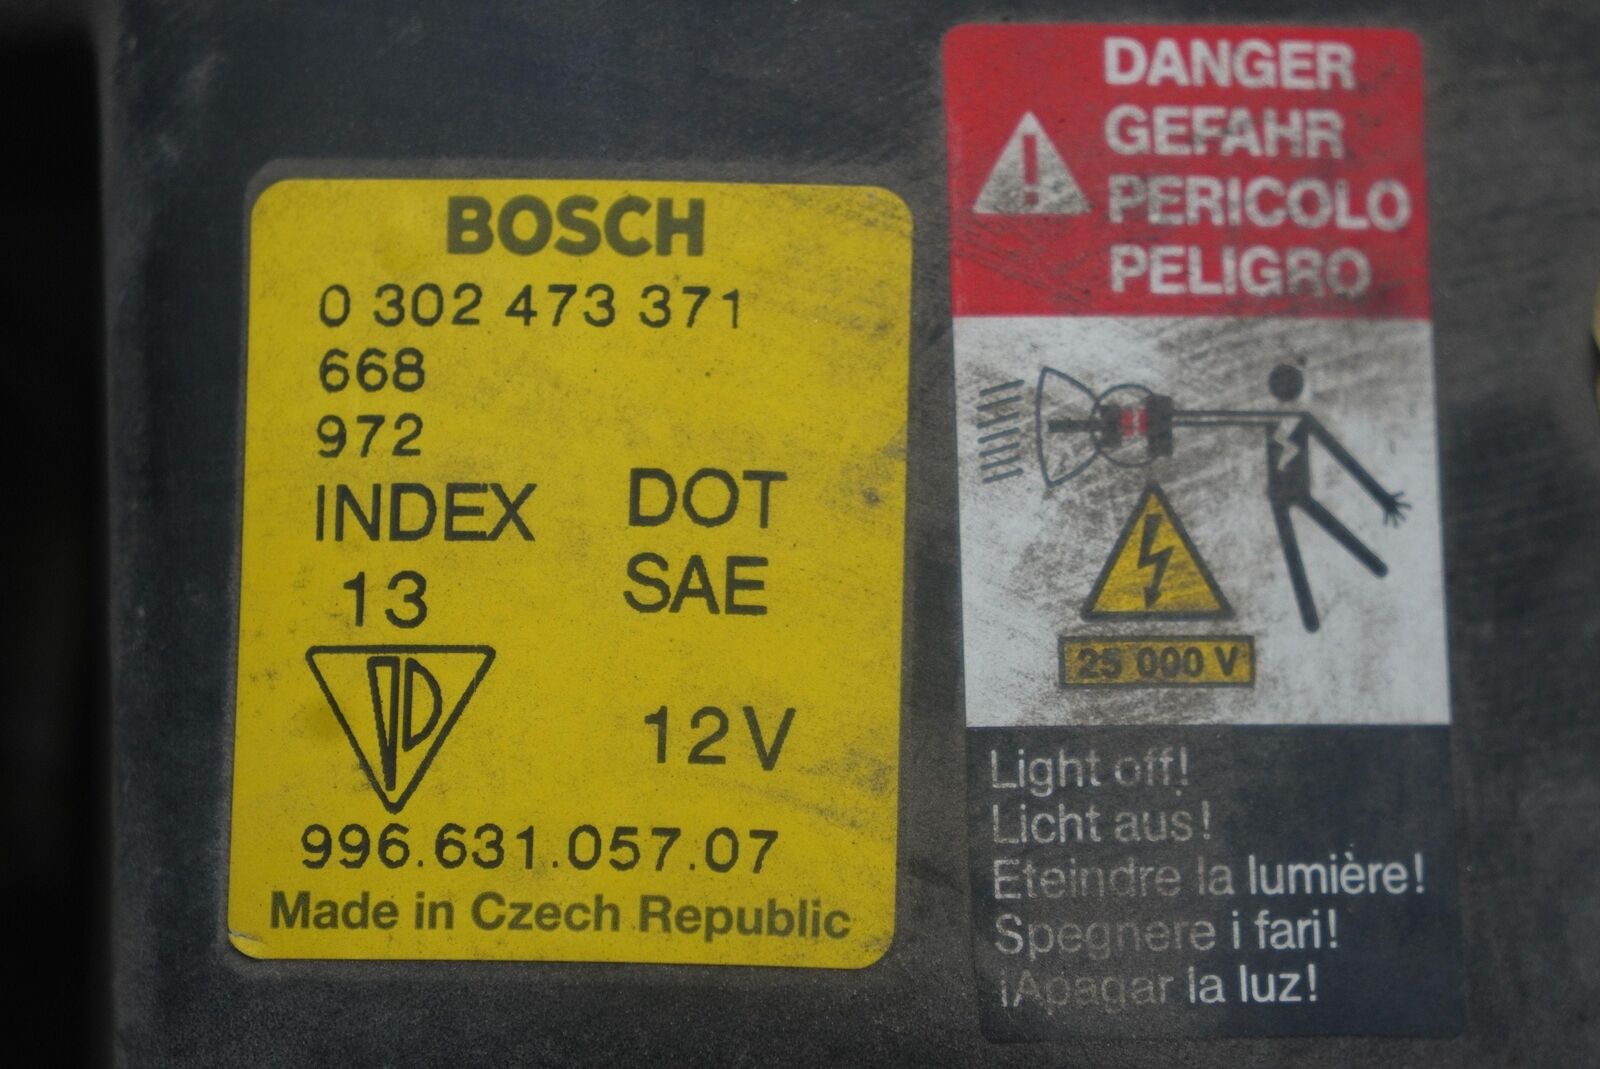 BOSCH
0 302 473 371
668
972
INDEX DOT
13 SAE
12V
996.631.057.07
Made in Czech Republic
DANGER
GEFAHR
PERICOLO
PELIGRO
25 000 V
Light off!
Licht aus!
Eteindre la lumière!
Spegnere i fari!
¡Apagar la luz!